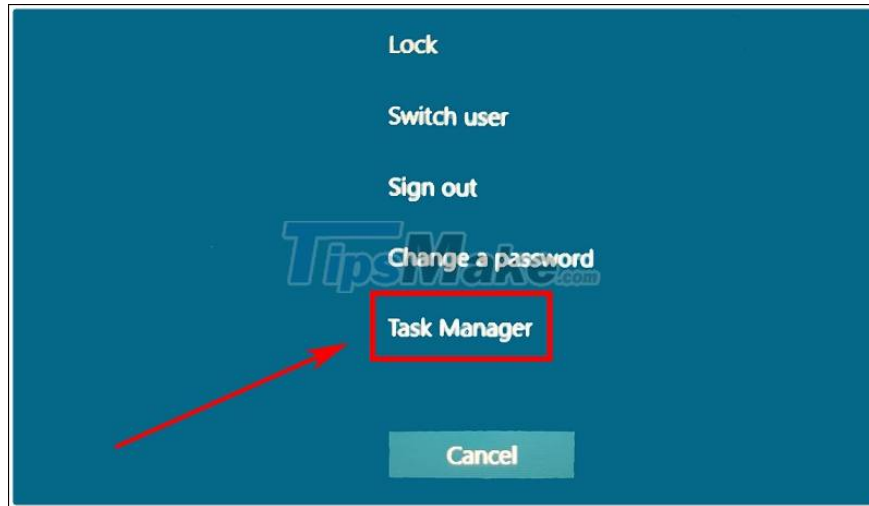 Lock
Switch user
Sign out
TipsMake.com
Change a password
Task Manager
Cancel